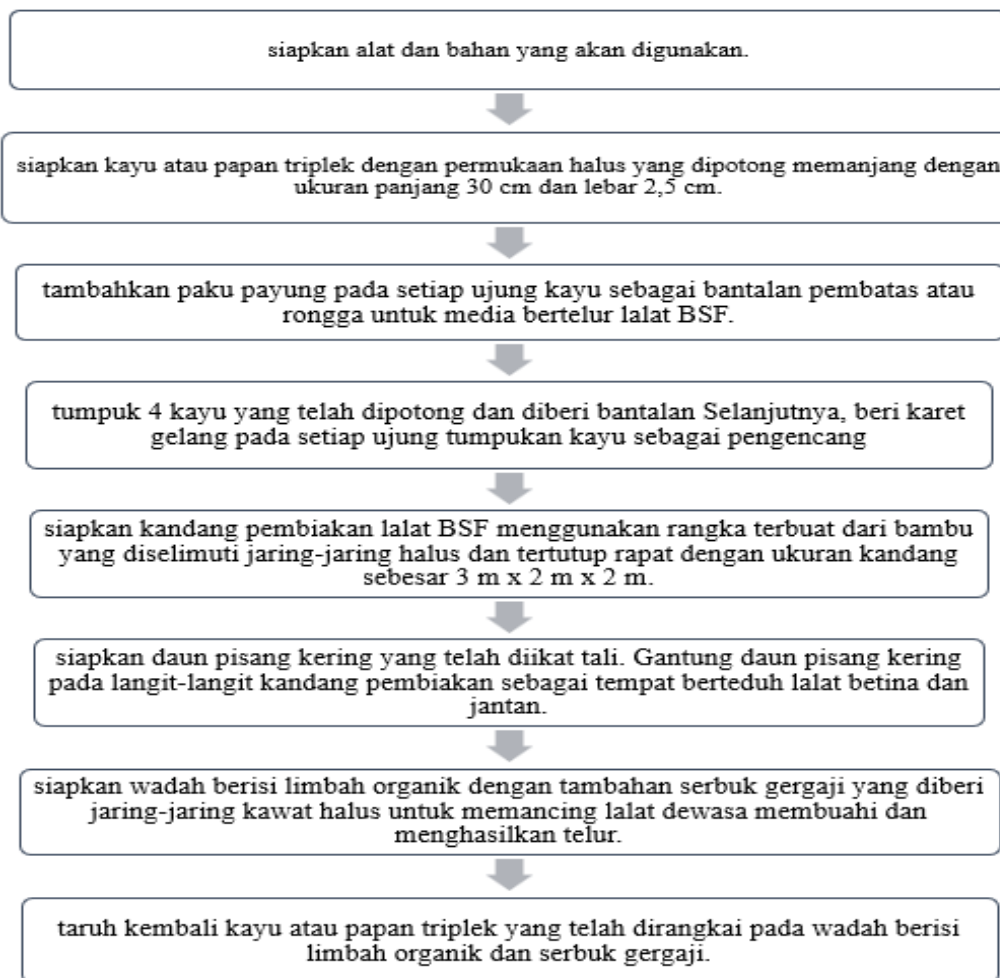 siapkan alat dan bahan yang akan digunakan.
siapkan kayu atau papan triplek dengan permukaan halus yang dipotong memanjang dengan
ukuran panjang 30 cm dan lebar 2,5 cm.
tambahkan paku payung pada setiap ujung kayu sebagai bantalan pembatas atau
rongga untuk media bertelur lalat BSF.
tumpuk 4 kayu yang telah dipotong dan diberi bantalan Selanjutnya, beri karet
gelang pada setiap ujung tumpukan kayu sebagai pengencang
siapkan kandang pembiakan lalat BSF menggunakan rangka terbuat dari bambu
yang diselimuti jaring-jaring halus dan tertutup rapat dengan ukuran kandang
sebesar 3 m x 2 m x 2 m.
siapkan daun pisang kering yang telah diikat tali. Gantung daun pisang kering
pada langit-langit kandang pembiakan sebagai tempat berteduh lalat betina dan
jantan.
siapkan wadah berisi limbah organik dengan tambahan serbuk gergaji yang diberi
jaring-jaring kawat halus untuk memancing lalat dewasa membuahi dan
menghasilkan telur.
taruh kembali kayu atau papan triplek yang telah dirangkai pada wadah berisi
limbah organik dan serbuk gergaji.